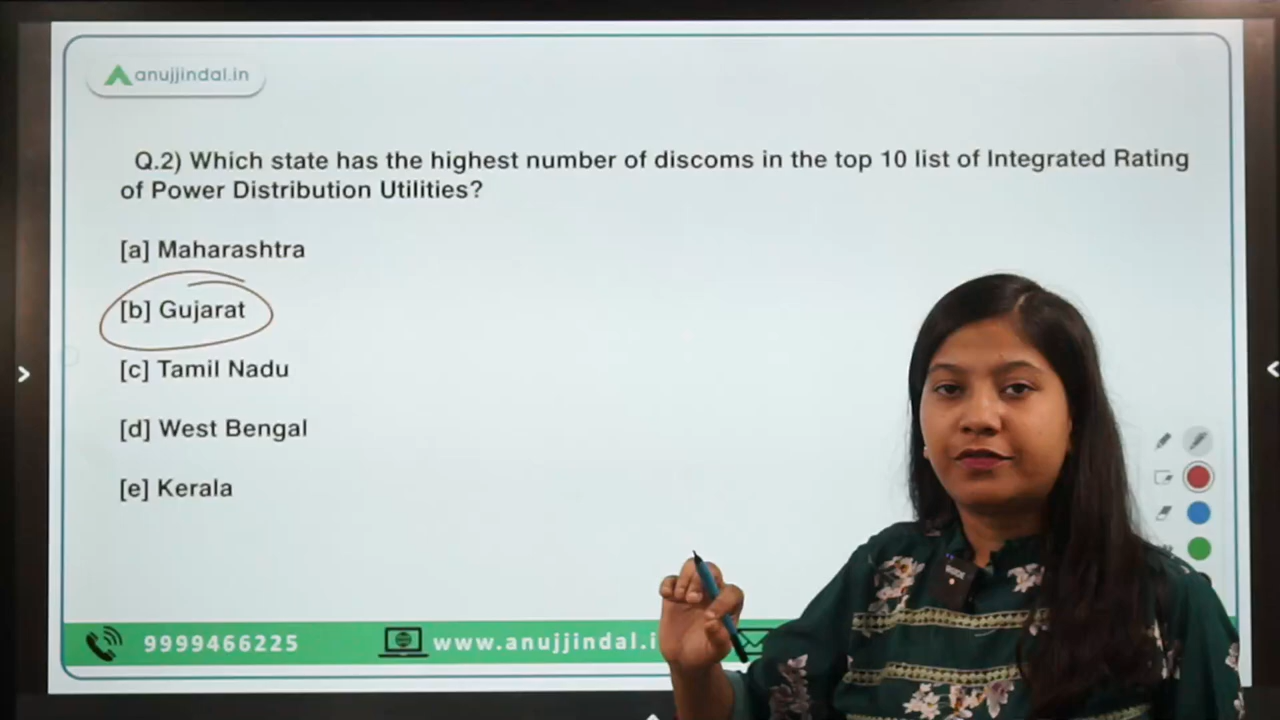 anujjindal.in
Q.2) Which state has the highest number of discoms in the top 10 list of Integrated Rating
of Power Distribution Utilities?
[a] Maharashtra
[b] Gujarat
[c] Tamil Nadu
[d] West Bengal
[e] Kerala
9999466225 www.anujjindal.i